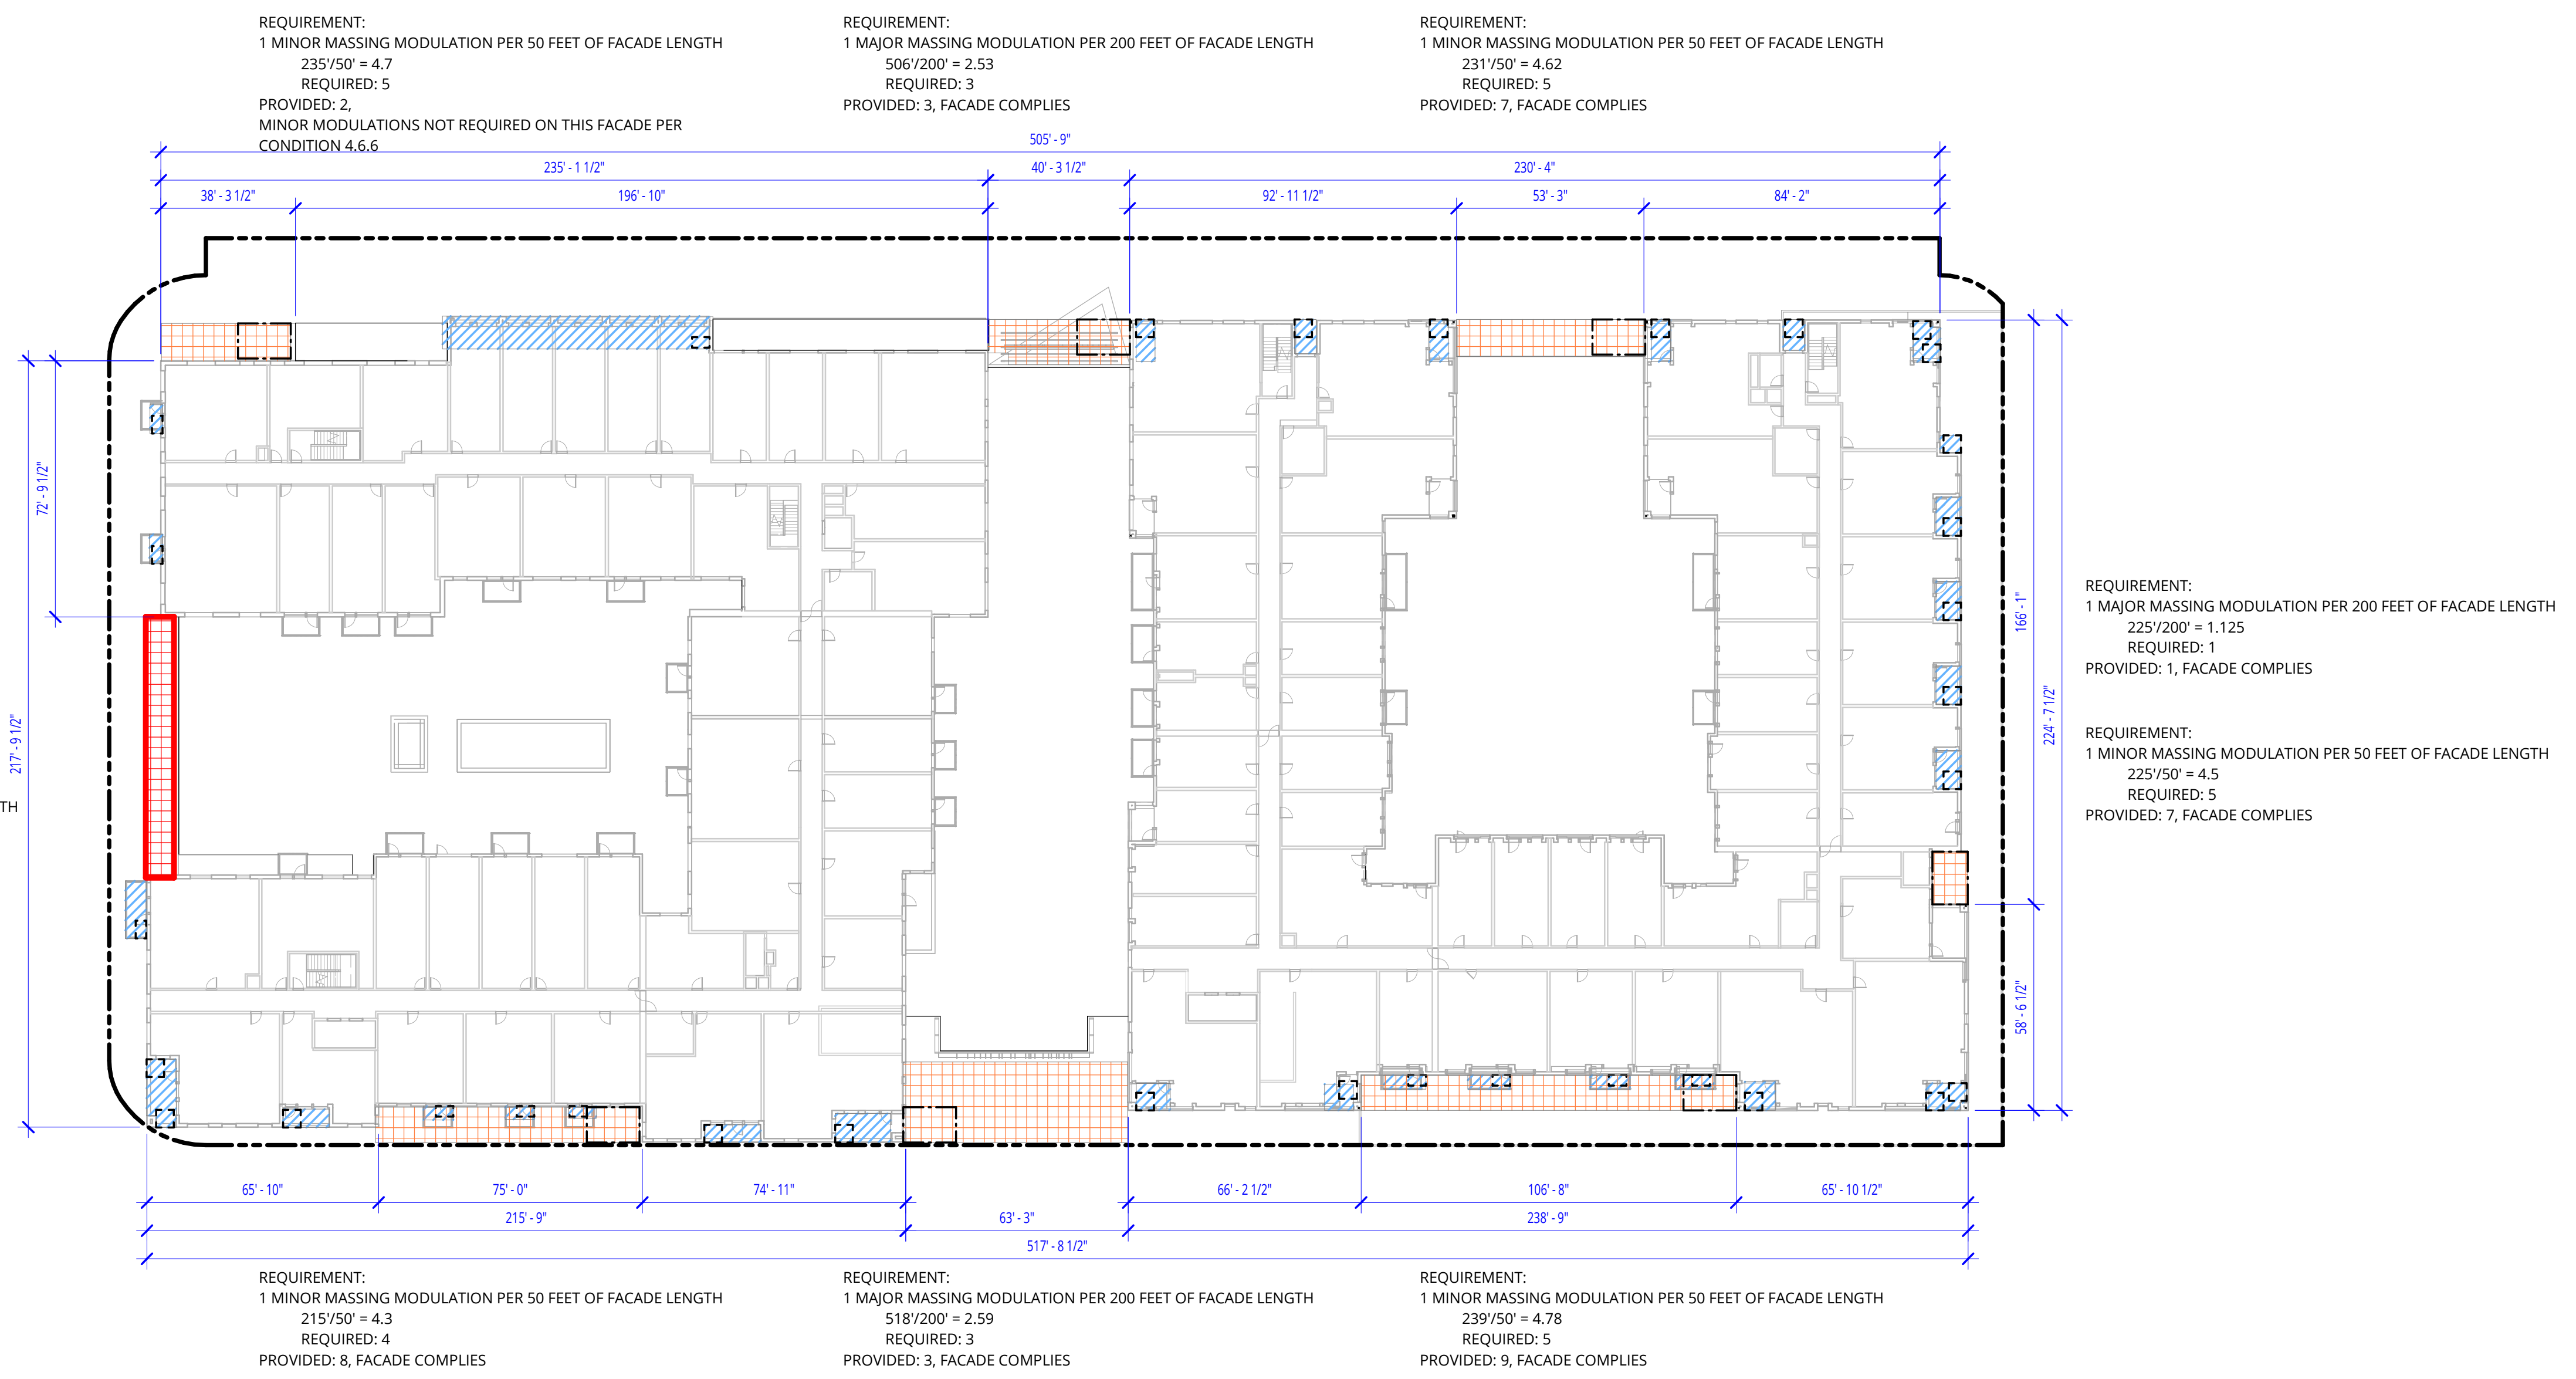 REQUIREMENT:
1 MINOR MASSING MODULATION PER 50 FEET OF FACADE LENGTH
235'/50' = 4.7
REQUIRED: 5
PROVIDED: 2,
MINOR MODULATIONS NOT REQUIRED ON THIS FACADE PER
CONDITION 4.6.6
REQUIREMENT:
1 MAJOR MASSING MODULATION PER 200 FEET OF FACADE LENGTH
506'/200' = 2.53
REQUIRED: 3
PROVIDED: 3, FACADE COMPLIES
REQUIREMENT:
1 MINOR MASSING MODULATION PER 50 FEET OF FACADE LENGTH
231'/50' = 4.62
REQUIRED: 5
PROVIDED: 7, FACADE COMPLIES
505' - 9"
235' - 1 1/2"
40' - 3 1/2"
230' - 4"
38' - 3 1/2"
196' - 10"
92' - 11 1/2"
53' - 3"
84' - 2"
72' - 9 1/2"
217' - 9 1/2"
TH
166' - 1"
224' - 7 1/2"
58' - 6 1/2"
REQUIREMENT:
1 MAJOR MASSING MODULATION PER 200 FEET OF FACADE LENGTH
225'/200' = 1.125
REQUIRED: 1
PROVIDED: 1, FACADE COMPLIES
REQUIREMENT:
1 MINOR MASSING MODULATION PER 50 FEET OF FACADE LENGTH
225'/50' = 4.5
REQUIRED: 5
PROVIDED: 7, FACADE COMPLIES
65' - 10"
75' - 0"
74' - 11"
66' - 2 1/2"
106' - 8"
65' - 10 1/2"
215' - 9"
63' - 3"
238' - 9"
517' - 8 1/2"
REQUIREMENT:
1 MINOR MASSING MODULATION PER 50 FEET OF FACADE LENGTH
215'/50' = 4.3
REQUIRED: 4
PROVIDED: 8, FACADE COMPLIES
REQUIREMENT:
1 MAJOR MASSING MODULATION PER 200 FEET OF FACADE LENGTH
518'/200' = 2.59
REQUIRED: 3
PROVIDED: 3, FACADE COMPLIES
REQUIREMENT:
1 MINOR MASSING MODULATION PER 50 FEET OF FACADE LENGTH
239'/50' = 4.78
REQUIRED: 5
PROVIDED: 9, FACADE COMPLIES